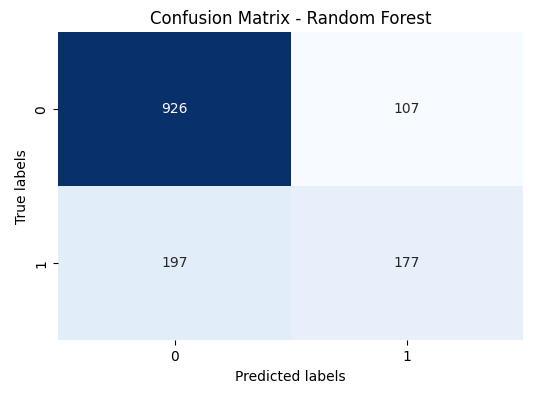 Confusion Matrix - Random Forest
True labels
0
926
107
1
197
177
0
1
Predicted labels